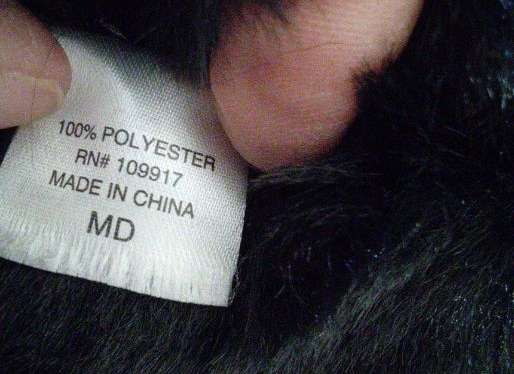 100% POLYESTER
RN# 109917
MADE IN CHINA
MD